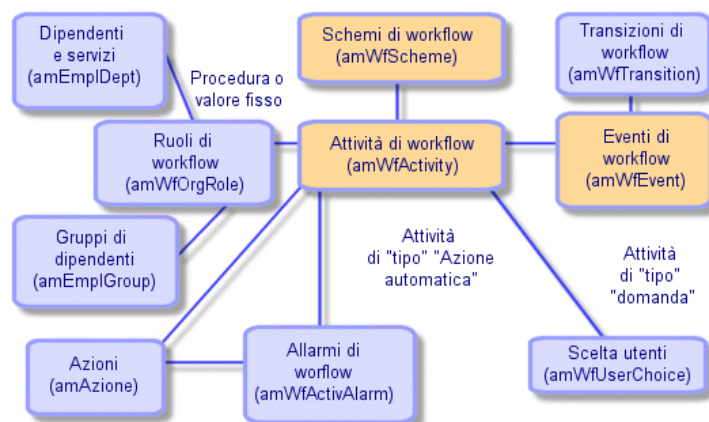 Dipendenti
e servizi
(amEmplDept)
Schemi di workflow
(amWfScheme)
Transizioni di
workflow
(amWfTransition)
Procedura o
valore fisso
Ruoli di
workflow
(amWfOrgRole)
Attività di workflow
(amWfActivity)
Eventi di
workflow
(amWfEvent)
Gruppi di
dipendenti
(amEmplGroup)
Attività
di "tipo" "Azione
automatica"
Attività
di "tipo"
"domanda"
Azioni
(amAzione)
Allarmi di
worflow
(amWfActivAlarm)
Scelta utenti
(amWfUserChoice)